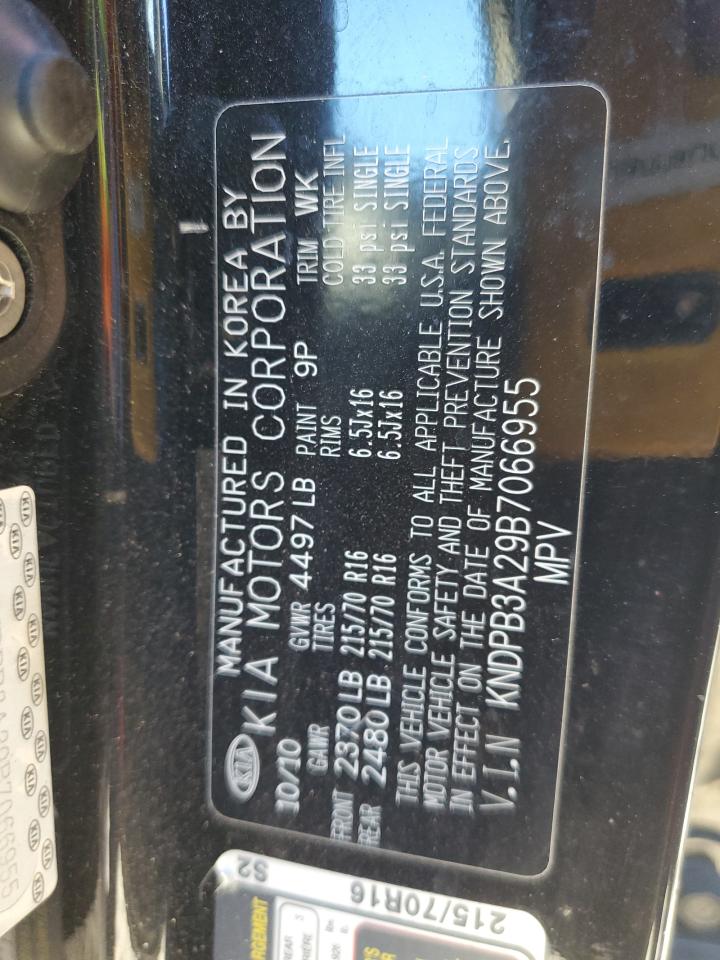 KIA
MANUFACTURED IN KOREA BY
KIA MOTORS CORPORATION
10/10 GVWR 4497 LB PAINT 9P TRIM WK
GAWR TIRES RIMS COLD TIRE INFL
FRONT 2370 LB 215/70 R16 6.5Jx16 33 psi SINGLE
REAR 2480 LB 215/70 R16 6.5Jx16 33 psi SINGLE
THIS VEHICLE CONFORMS TO ALL APPLICABLE U.S.A. FEDERAL
MOTOR VEHICLE SAFETY AND THEFT PREVENTION STANDARDS
IN EFFECT ON THE DATE OF MANUFACTURE SHOWN ABOVE.
V.I.N KNDPB3A29B7066955
MPV
215/70R16
S2